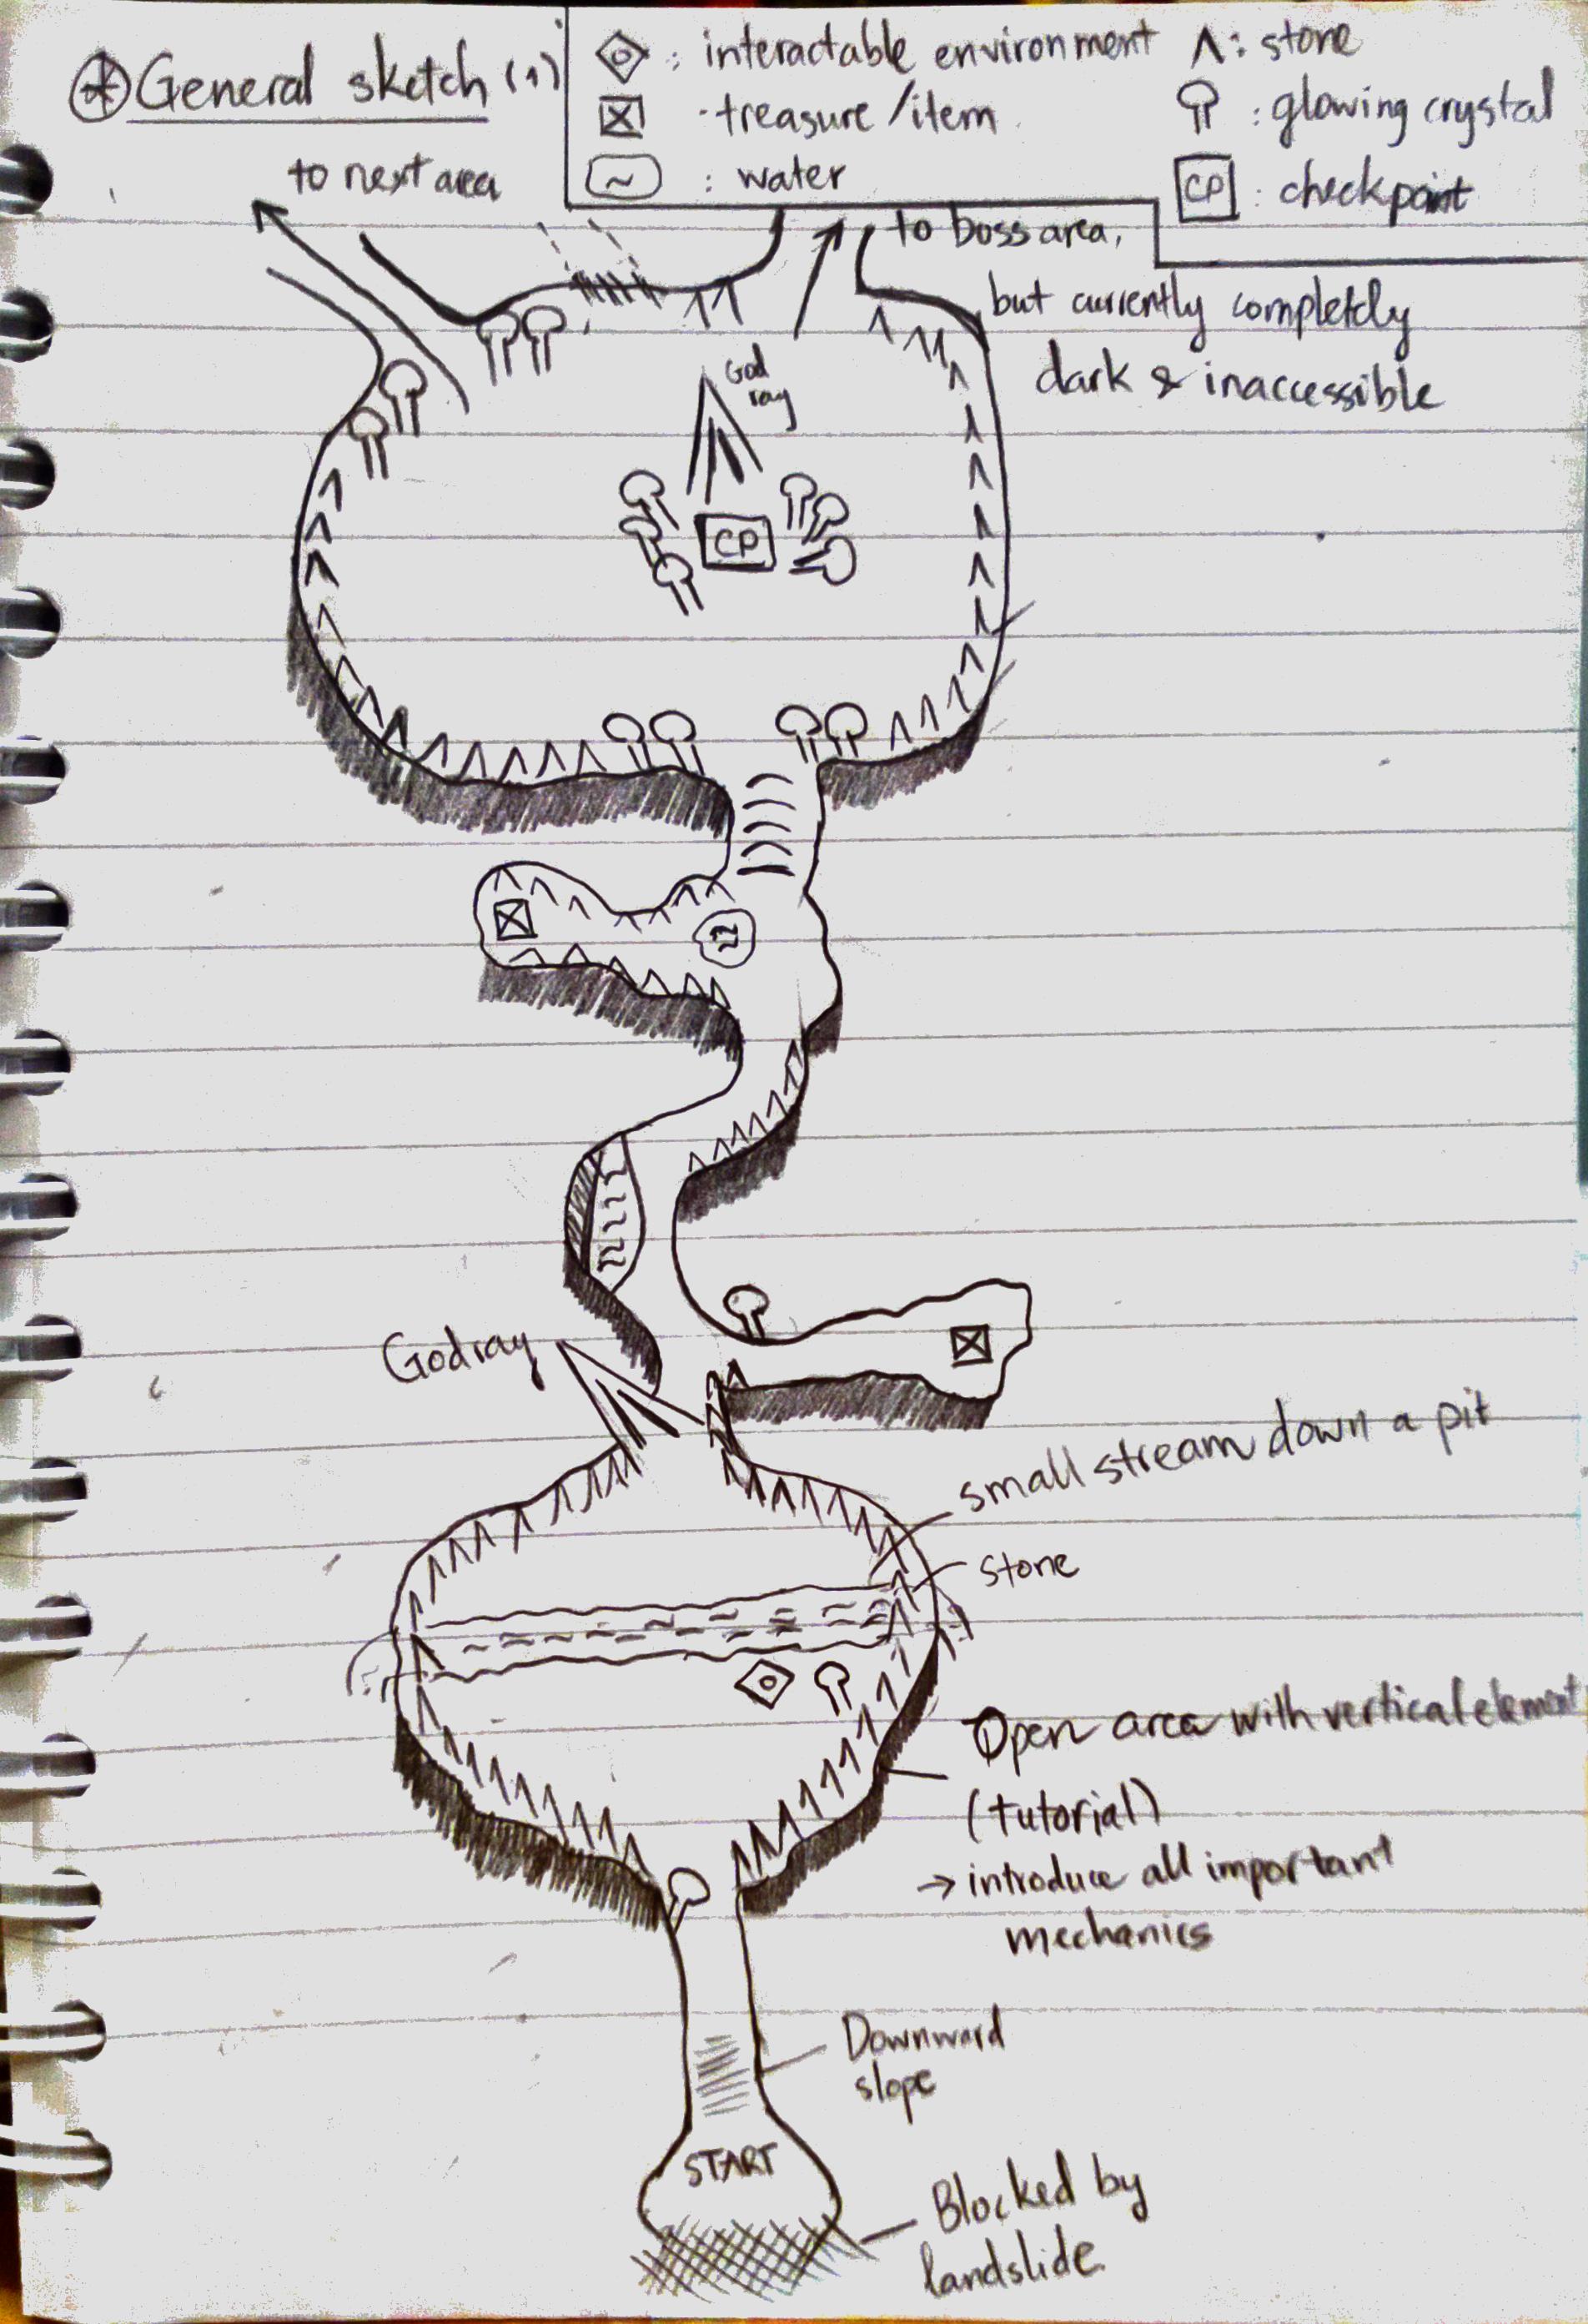 General sketch (1)
: interactable environment
·treasure/item
~ : water
Λ: stone
: glowing crystal
CP : checkpoint
to next area
to boss area,
but currently completely
dark & inaccessible
God
ray
CP
Godray
small stream down a pit
stone
Open area with vertical element
(tutorial)
→ introduce all important
mechanics
Downward
slope
START
Blocked by
landslide